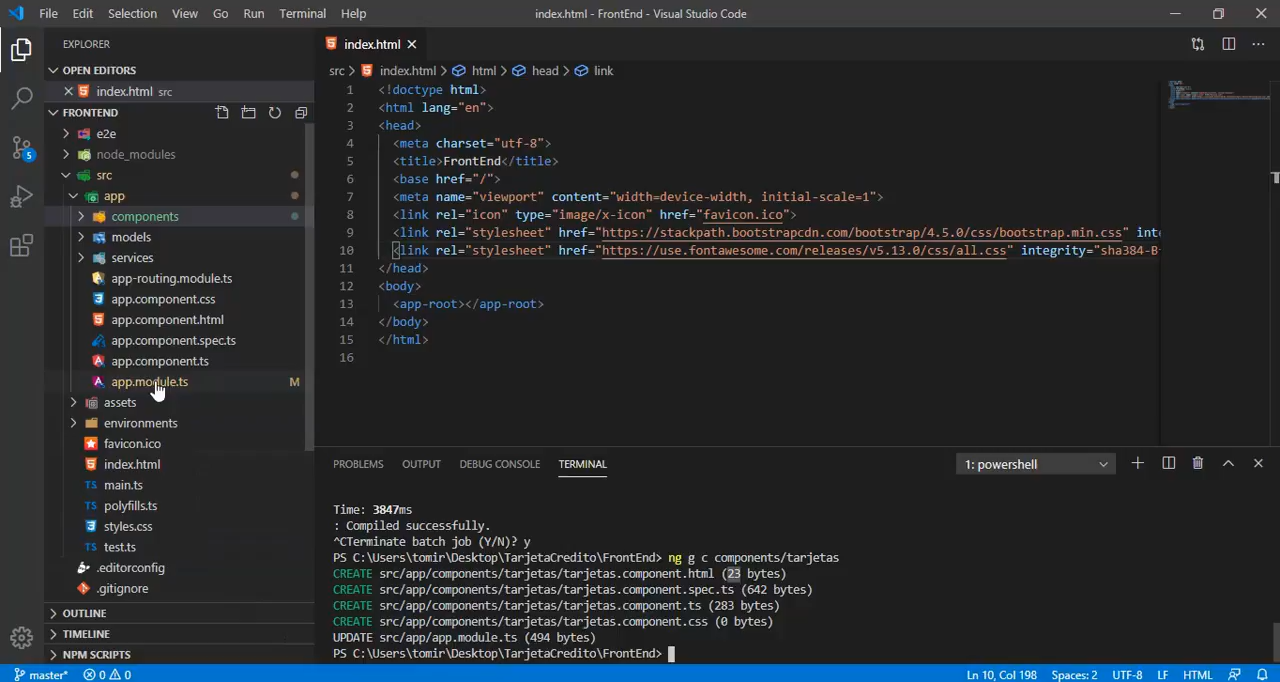 File Edit Selection View Go Run Terminal Help index.html - FrontEnd - Visual Studio Code
EXPLORER
OPEN EDITORS
index.html src
FRONTEND
e2e
node_modules
src
app
components
models
services
app-routing.module.ts
app.component.css
app.component.html
app.component.spec.ts
app.component.ts
app.module.ts M
assets
environments
favicon.ico
index.html
TS main.ts
TS polyfills.ts
styles.css
TS test.ts
.editorconfig
.gitignore
OUTLINE
TIMELINE
NPM SCRIPTS
5
index.html
src > index.html > html > head > link
1 <!doctype html>
2 <html lang="en">
3 <head>
4 <meta charset="utf-8">
5 <title>FrontEnd</title>
6 <base href="/">
7 <meta name="viewport" content="width=device-width, initial-scale=1">
8 <link rel="icon" type="image/x-icon" href="favicon.ico">
9 <link rel="stylesheet" href="https://stackpath.bootstrapcdn.com/bootstrap/4.5.0/css/bootstrap.min.css" inte
10 <link rel="stylesheet" href="https://use.fontawesome.com/releases/v5.13.0/css/all.css" integrity="sha384-B
11 </head>
12 <body>
13 <app-root></app-root>
14 </body>
15 </html>
16
PROBLEMS OUTPUT DEBUG CONSOLE TERMINAL 1: powershell
Time: 3847ms
: Compiled successfully.
^CTerminate batch job (Y/N)? y
PS C:\Users\tomir\Desktop\TarjetaCredito\FrontEnd> ng g c components/tarjetas
CREATE src/app/components/tarjetas/tarjetas.component.html (23 bytes)
CREATE src/app/components/tarjetas/tarjetas.component.spec.ts (642 bytes)
CREATE src/app/components/tarjetas/tarjetas.component.ts (283 bytes)
CREATE src/app/components/tarjetas/tarjetas.component.css (0 bytes)
UPDATE src/app/app.module.ts (494 bytes)
PS C:\Users\tomir\Desktop\TarjetaCredito\FrontEnd>
master* 0 0 Ln 10, Col 198 Spaces: 2 UTF-8 LF HTML